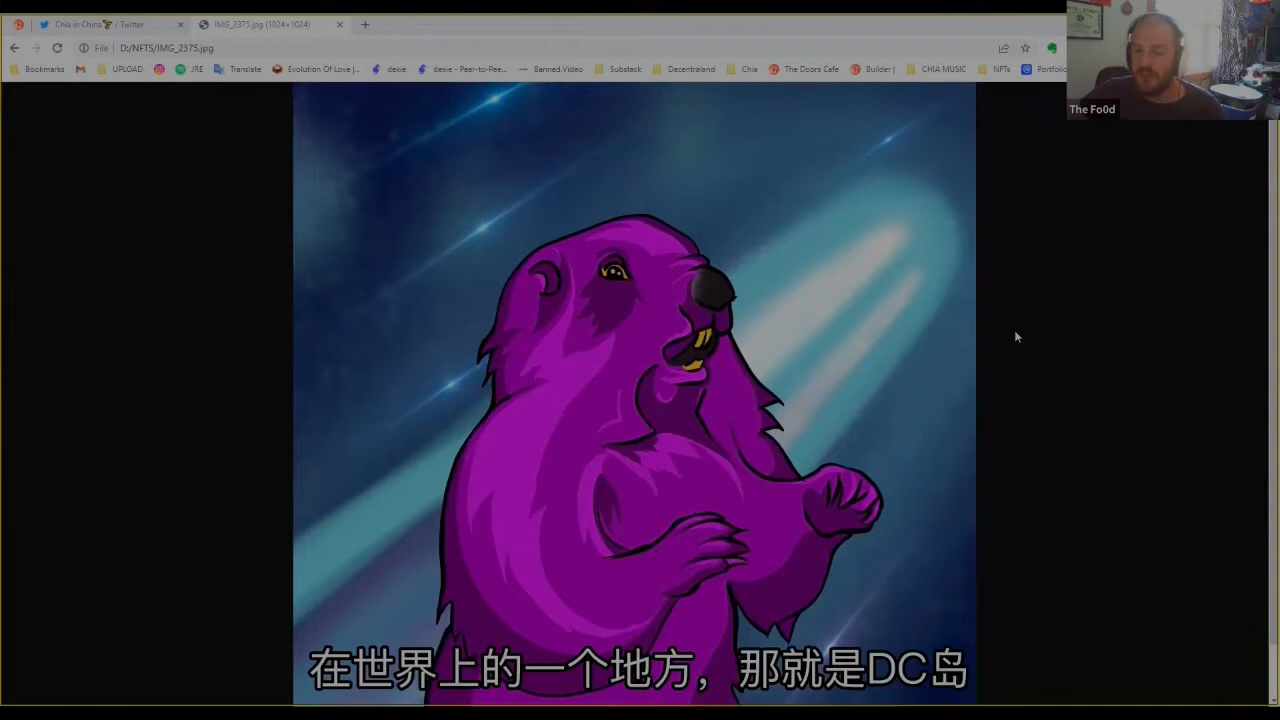 Chia in China🦖 / Twitter
IMG_2375.jpg (1024×1024)
File | D:/NFTS/IMG_2375.jpg
Bookmarks UPLOAD JRE Translate Evolution Of Love |... dexie dexie - Peer-to-Pee... Banned.Video Substack Decentraland Chia The Doors Cafe Builder | CHIA MUSIC NFTs Portfolio
The Fo0d
在世界上的一个地方，那就是DC岛